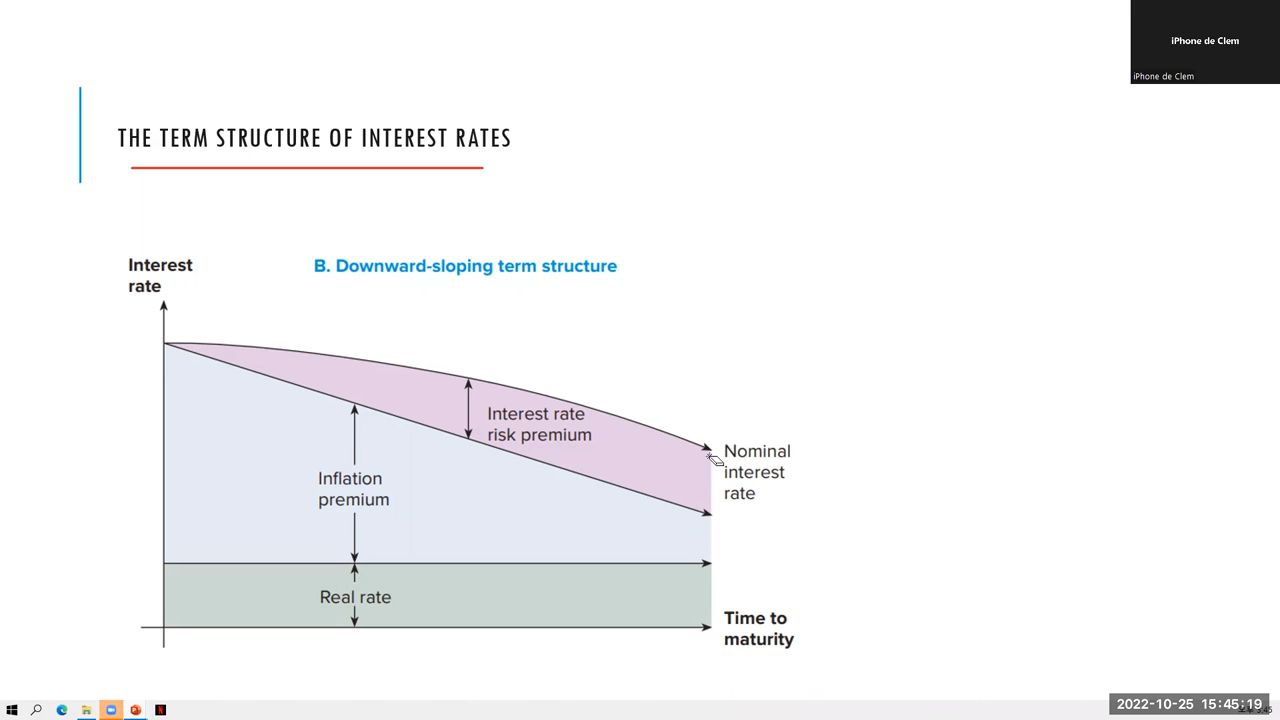 iPhone de Clem
iPhone de Clem
THE TERM STRUCTURE OF INTEREST RATES
Interest
rate
B. Downward-sloping term structure
Interest rate
risk premium
Nominal
interest
rate
Inflation
premium
Real rate
Time to
maturity
2022-10-25 15:45:19